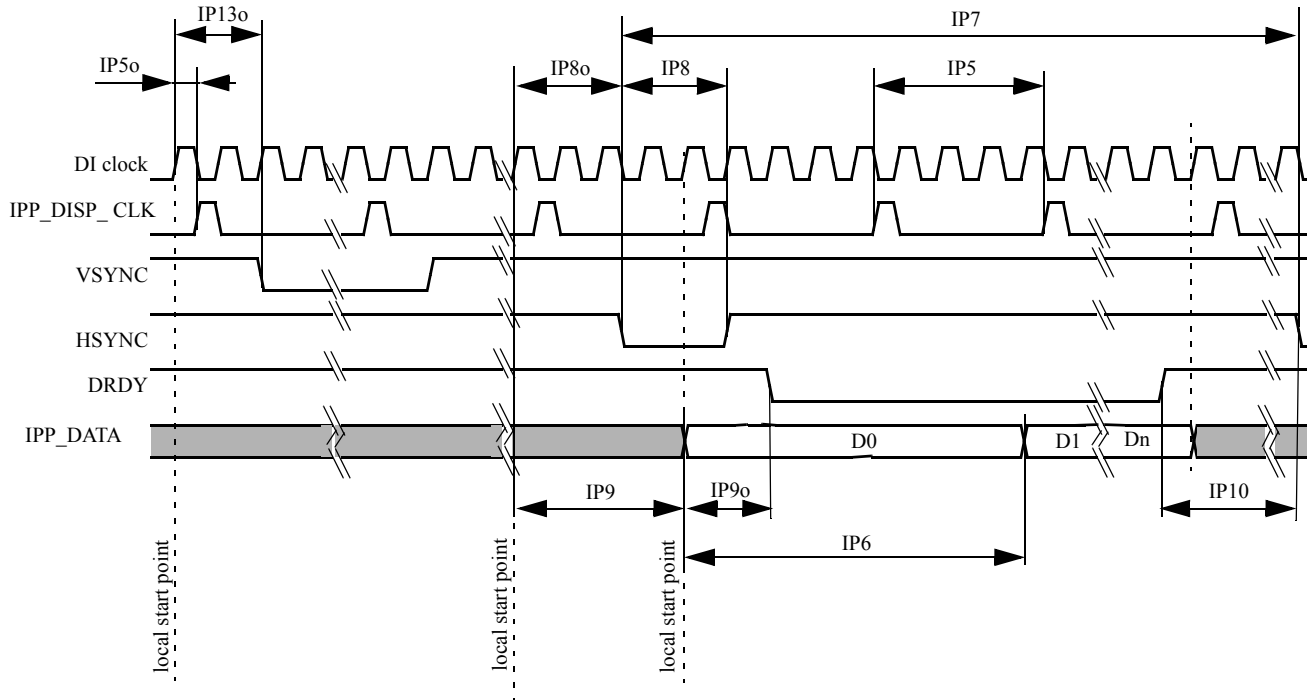 IP13o
IP7
IP5o
IP8o
IP8
IP5
DI clock
IPP_DISP_ CLK
VSYNC
HSYNC
DRDY
IPP_DATA
D0
D1
Dn
IP9
IP9o
IP10
IP6
local start point
local start point
local start point